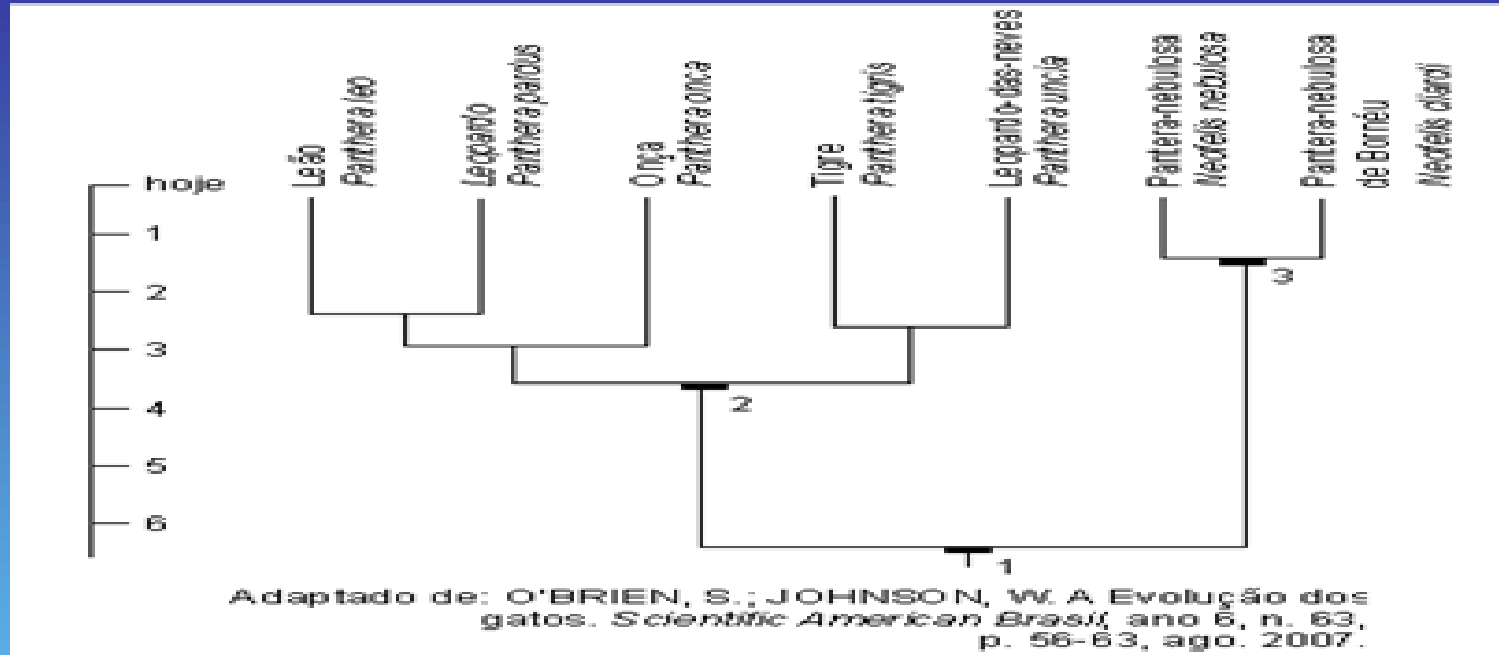 Leão
Panthera leo
Leopardo
Panthera pardus
Onça
Panthera onca
Tigre
Panthera tigris
Leopardo-das-neves
Panthera uncia
Pantera-nebulosa
Neofelis nebulosa
Pantera-nebulosa
de Bornéu
Neofelis diardi
hoje
1
2
3
4
5
6
3
2
1
Adaptado de: O'BRIEN, S.; JOHNSON, W. A Evolução dos
gatos. Scientific American Brasil, ano 6, n. 63,
p. 56-63, ago. 2007.